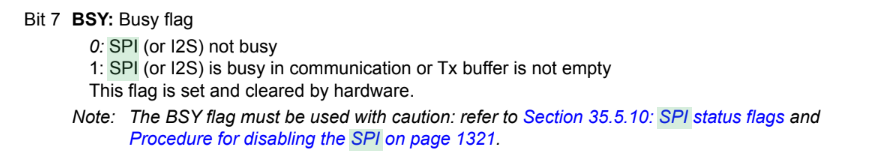 Bit 7 BSY: Busy flag
0: SPI (or I2S) not busy
1: SPI (or I2S) is busy in communication or Tx buffer is not empty
This flag is set and cleared by hardware.
Note: The BSY flag must be used with caution: refer to Section 35.5.10: SPI status flags and
Procedure for disabling the SPI on page 1321.